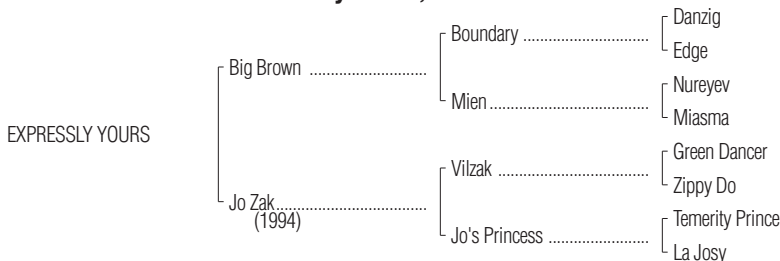 Danzig
Boundary ................................
Edge
Big Brown ..............................
Nureyev
Mien ........................................
Miasma
EXPRESSLY YOURS
Green Dancer
Vilzak ......................................
Zippy Do
Jo Zak ......................................
(1994)
Temerity Prince
Jo's Princess ..........................
La Josy